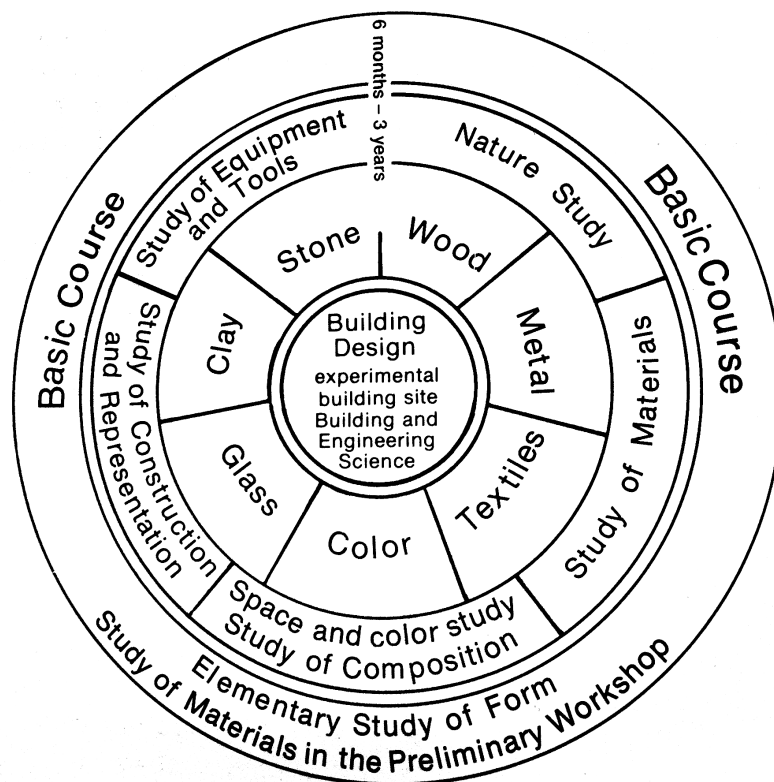 6 months – 3 years
Basic Course
Basic Course
Elementary Study of Form
Study of Materials in the Preliminary Workshop
Study of Equipment
and Tools
Nature Study
Study of Materials
Space and color study
Study of Composition
Study of Construction
and Representation
Stone
Wood
Metal
Textiles
Color
Glass
Clay
Building
Design
experimental
building site
Building and
Engineering
Science